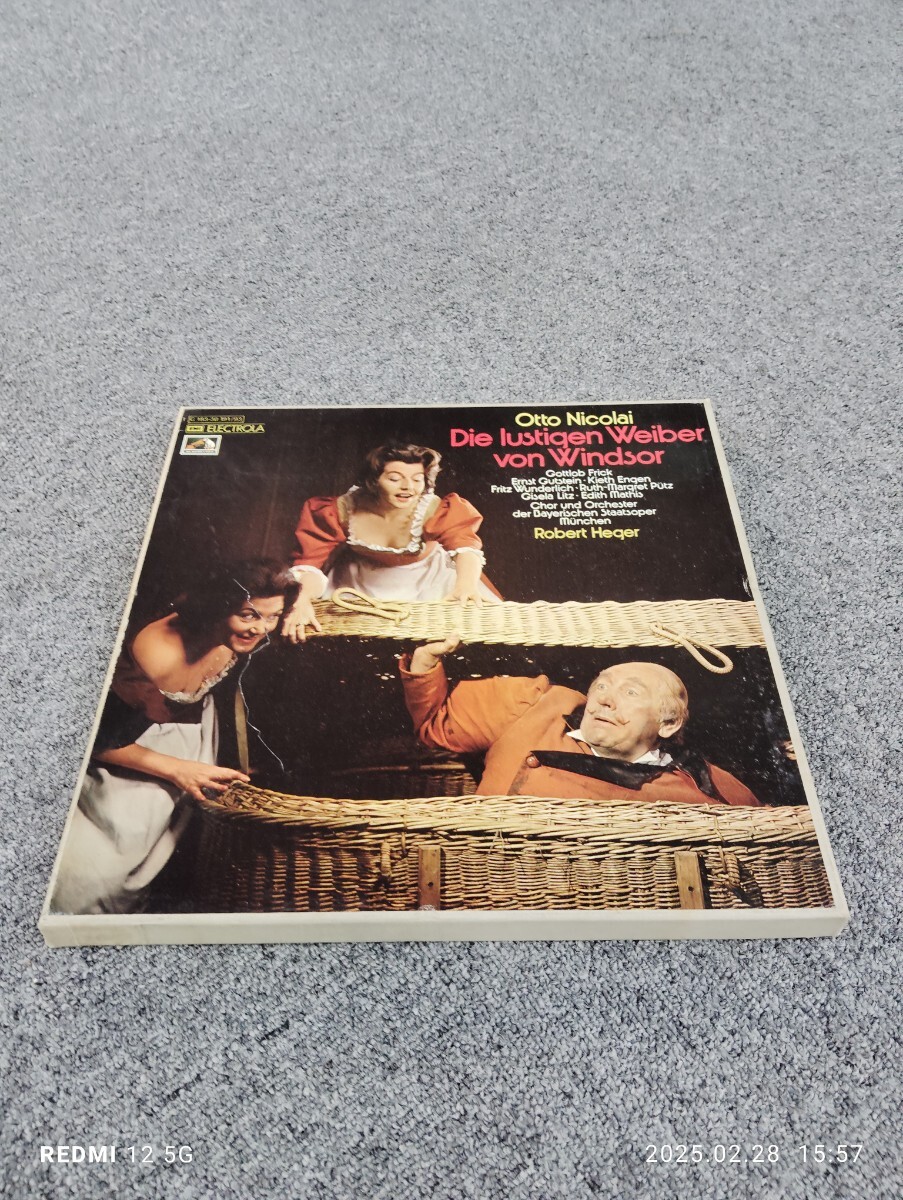 EMI ELECTROLA
Otto Nicolai
Die lustigen Weiber
von Windsor
Gottlob Frick
Ernst Gutstein · Kieth Engen
Fritz Wunderlich · Ruth-Margret Pütz
Gisela Litz · Edith Mathis
Chor und Orchester
der Bayerischen Staatsoper
München
Robert Heger
REDMI 12 5G
2025.02.28 15:57